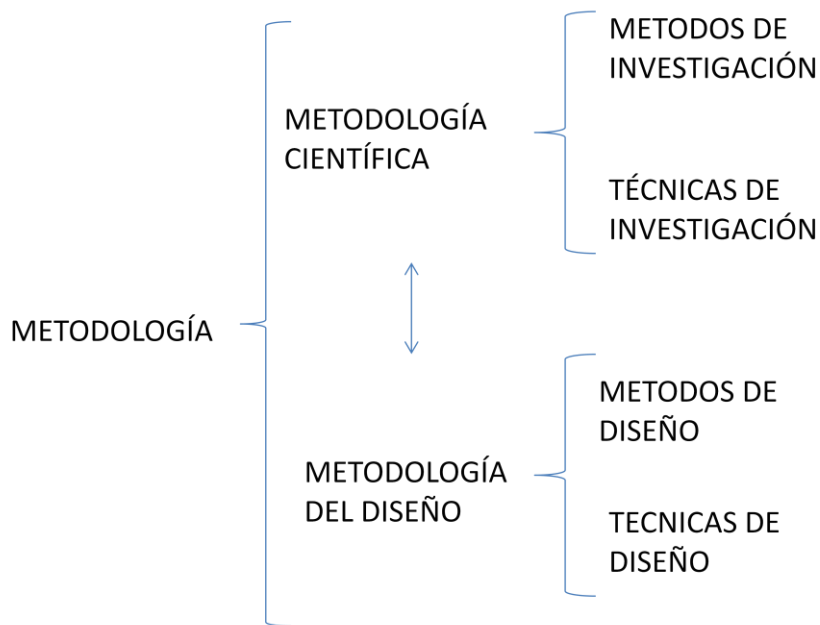 METODOLOGÍA
METODOLOGÍA
CIENTÍFICA
METODOS DE
INVESTIGACIÓN
TÉCNICAS DE
INVESTIGACIÓN
METODOLOGÍA
DEL DISEÑO
METODOS DE
DISEÑO
TECNICAS DE
DISEÑO